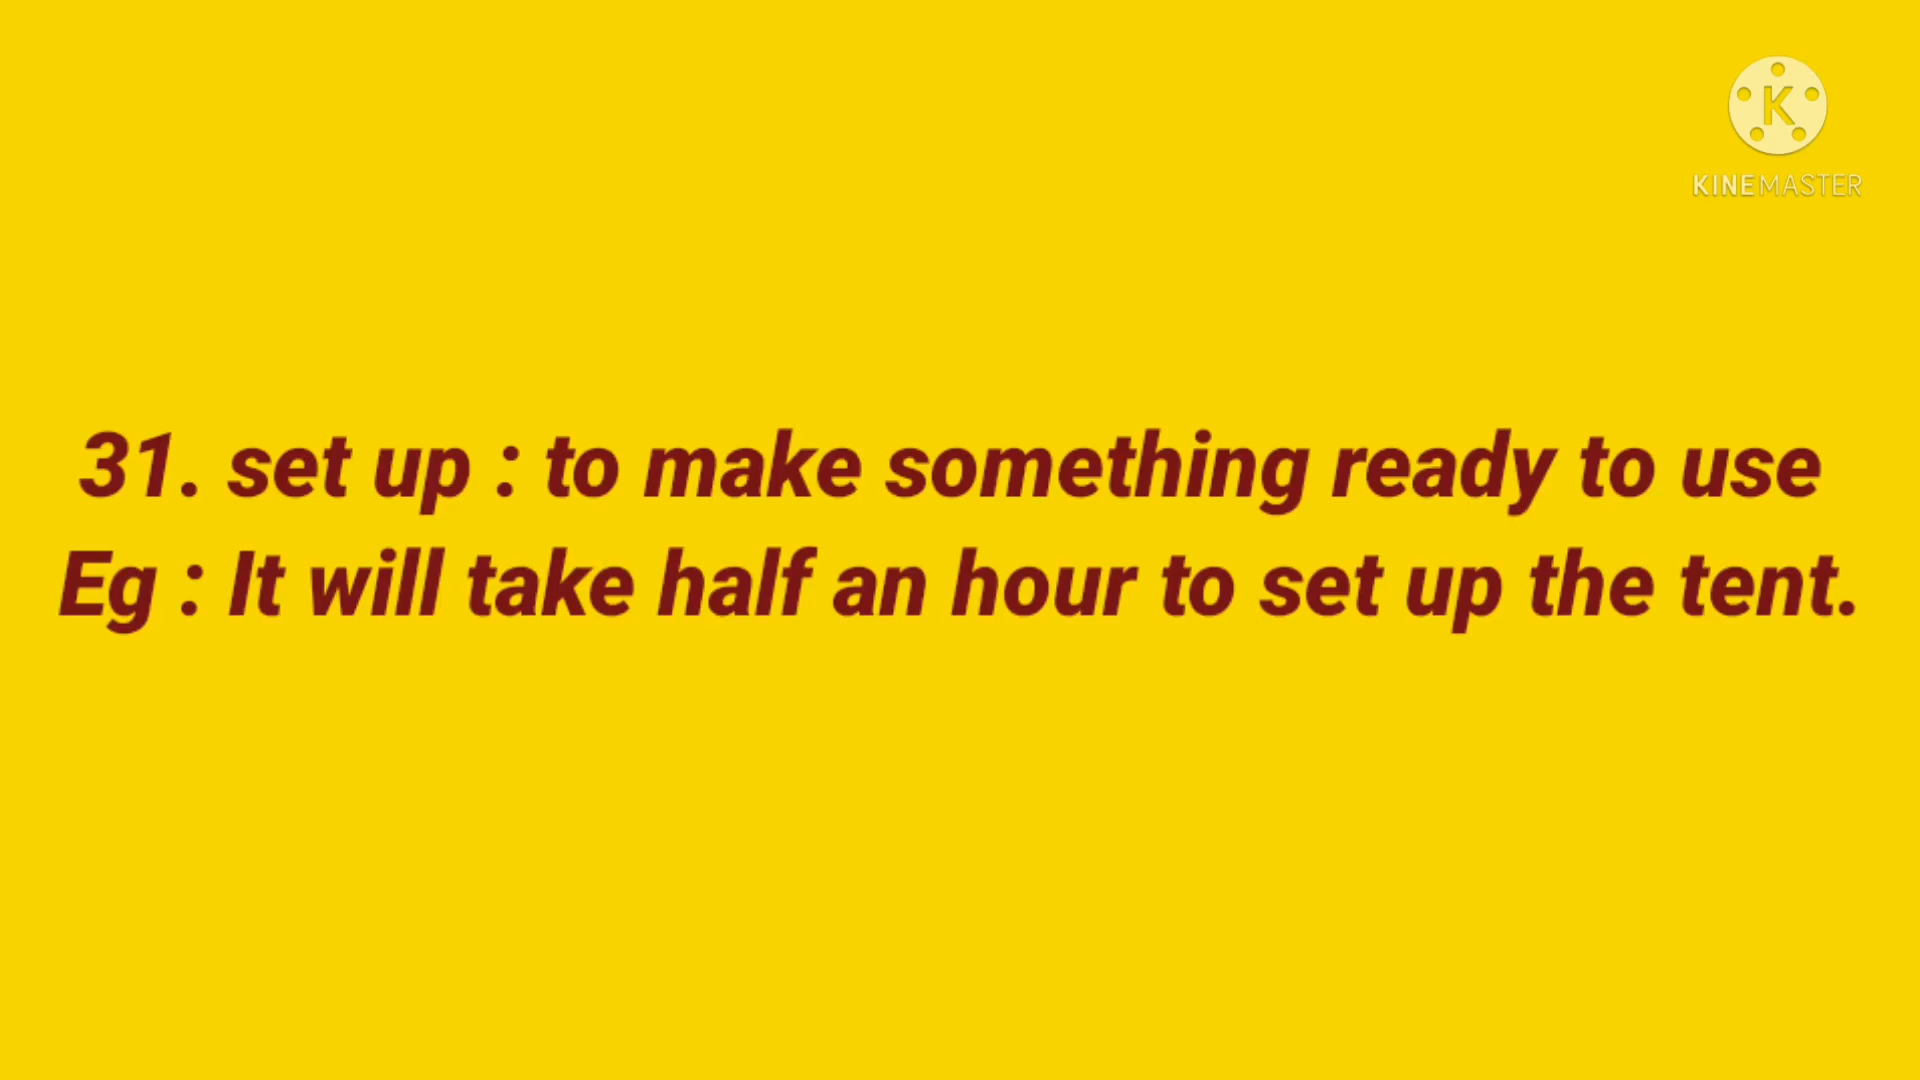 K
KINEMASTER
31. set up : to make something ready to use
Eg : It will take half an hour to set up the tent.